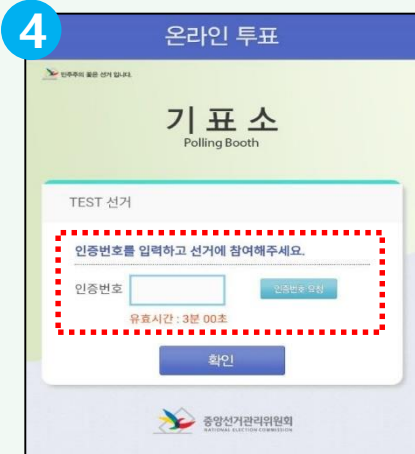 4
온라인 투표
민주주의 꽃은 선거 입니다.
기표소
Polling Booth
TEST 선거
인증번호를 입력하고 선거에 참여해주세요.
인증번호
인증번호 요청
유효시간 : 3분 00초
확인
중앙선거관리위원회
NATIONAL ELECTION COMMISSION